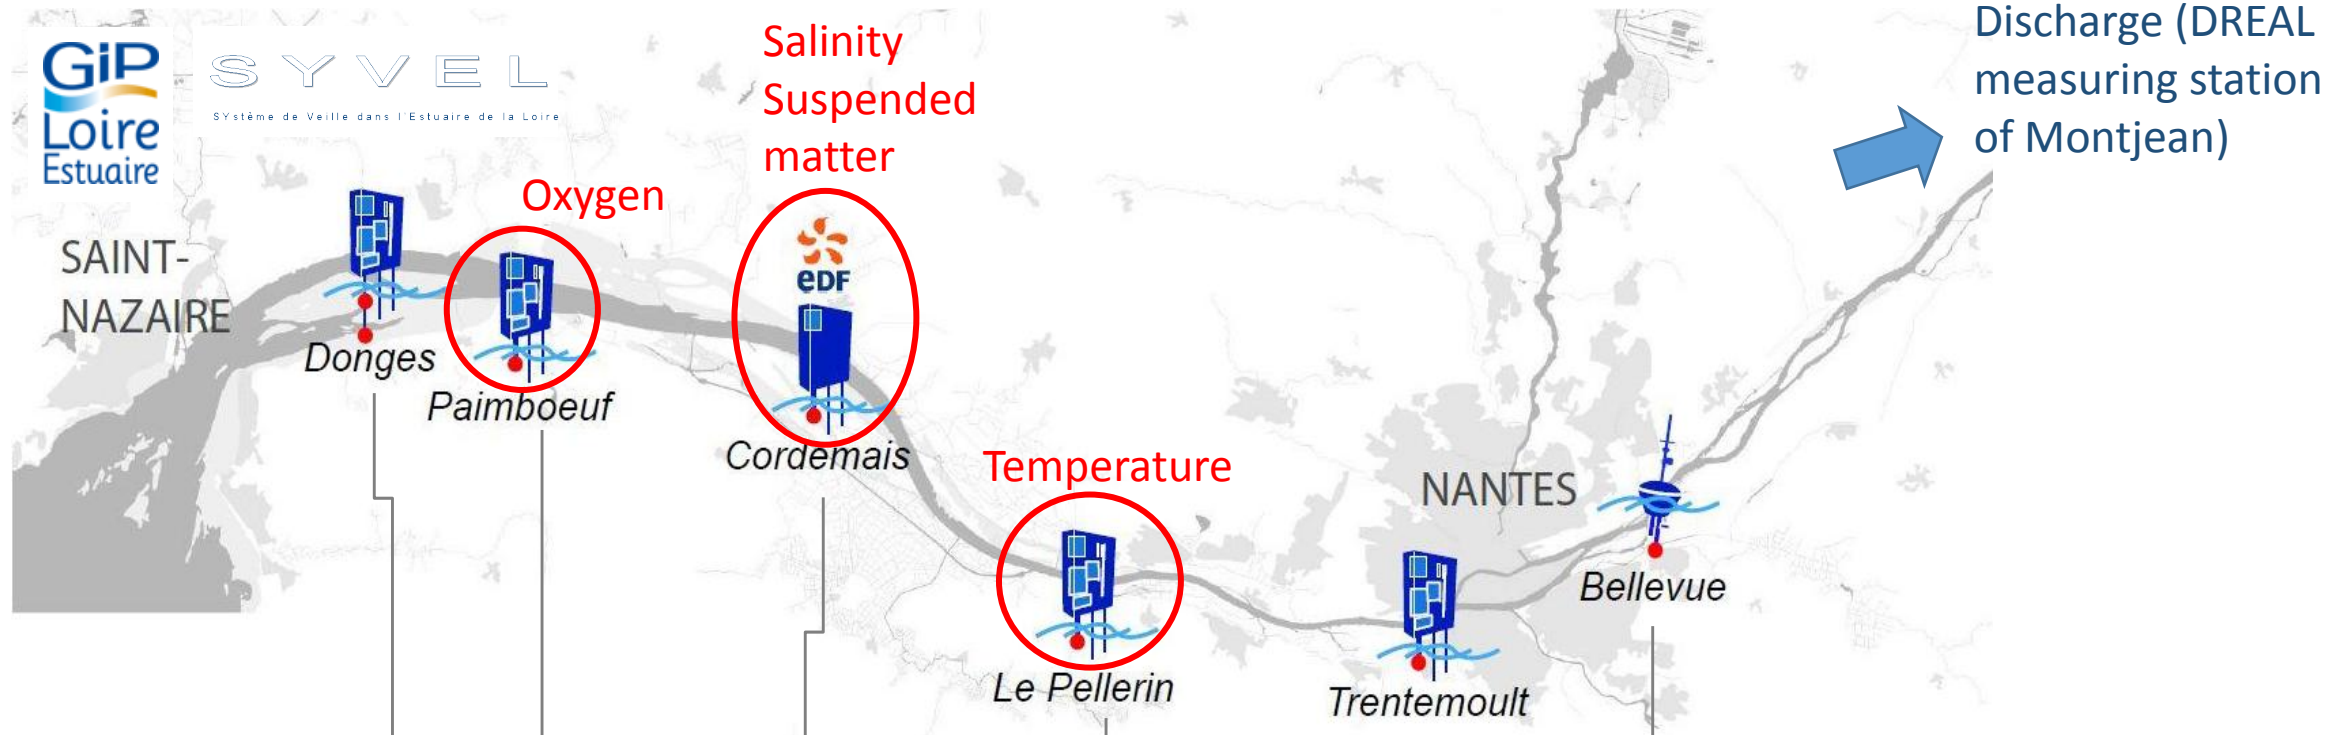 GiP
Loire
Estuaire
SYVEL
SYstème de Veille dans l'Estuaire de la Loire
Salinity
Suspended
matter
Discharge (DREAL
measuring station
of Montjean)
Oxygen
SAINT-
NAZAIRE
eDF
Donges
Paimboeuf
Cordemais
Temperature
NANTES
Bellevue
Le Pellerin
Trentemoult